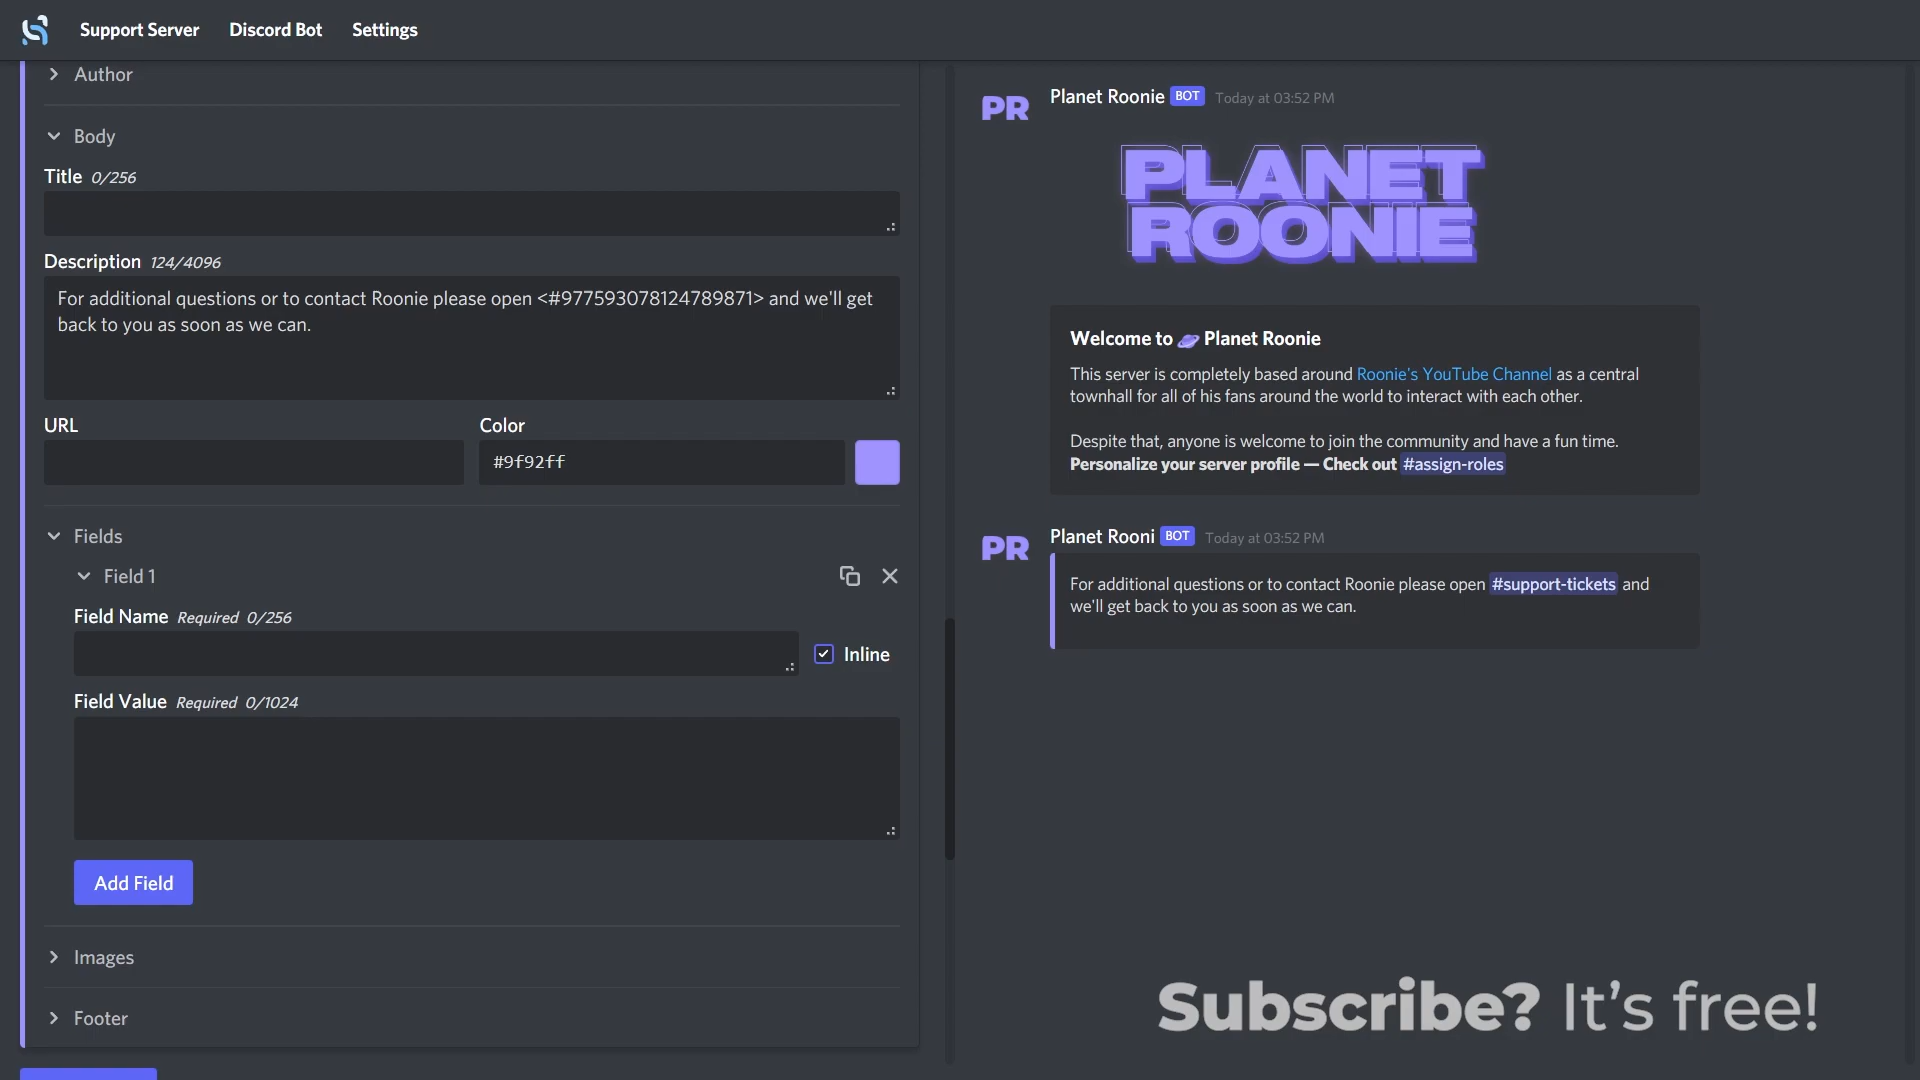 Support Server
Discord Bot
Settings
Author
Body
Title 0/256
Description 124/4096
For additional questions or to contact Roonie please open <#977593078124789871> and we'll get
back to you as soon as we can.
URL
Color
#9f92ff
Fields
Field 1
Field Name Required 0/256
Inline
Field Value Required 0/1024
Add Field
Images
Footer
PR
Planet Roonie BOT Today at 03:52 PM
PLANET
ROONIE
Welcome to Planet Roonie
This server is completely based around Roonie's YouTube Channel as a central
townhall for all of his fans around the world to interact with each other.
Despite that, anyone is welcome to join the community and have a fun time.
Personalize your server profile — Check out #assign-roles
PR
Planet Rooni BOT Today at 03:52 PM
For additional questions or to contact Roonie please open #support-tickets and
we'll get back to you as soon as we can.
Subscribe? It's free!